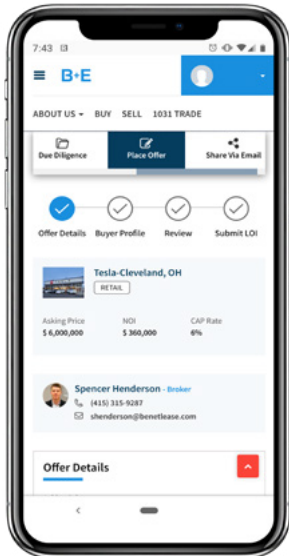 7:43
B+E
ABOUT US BUY SELL 1031 TRADE
Due Diligence Place Offer Share Via Email
Offer Details Buyer Profile Review Submit LOI
Tesla-Cleveland, OH
RETAIL
Asking Price NOI CAP Rate
$ 6,000,000 $ 360,000 6%
Spencer Henderson - Broker
(415) 315-9287
shenderson@benetlease.com
Offer Details